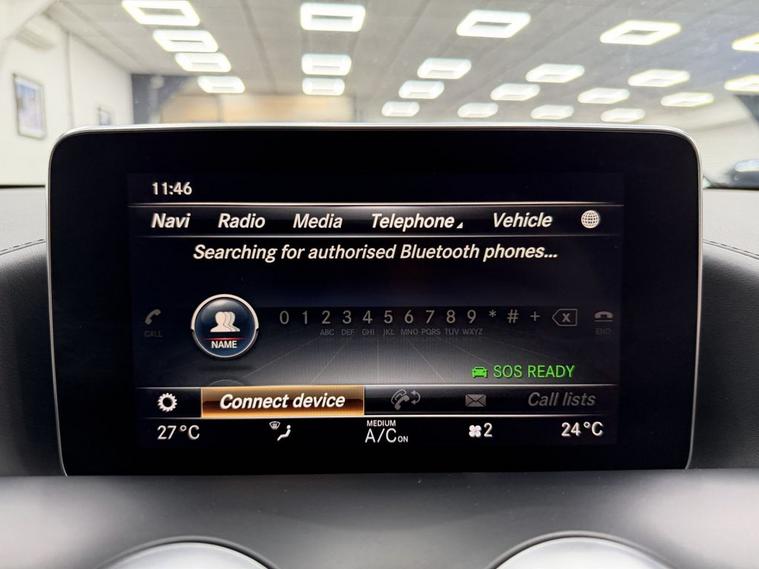 11:46
Navi Radio Media Telephone Vehicle
Searching for authorised Bluetooth phones...
CALL NAME 0 1 2 3 4 5 6 7 8 9 * # + END
ABC DEF GHI JKL MNO PQRS TUV WXYZ
SOS READY
Connect device Call lists
27°C MEDIUM A/C ON 2 24°C